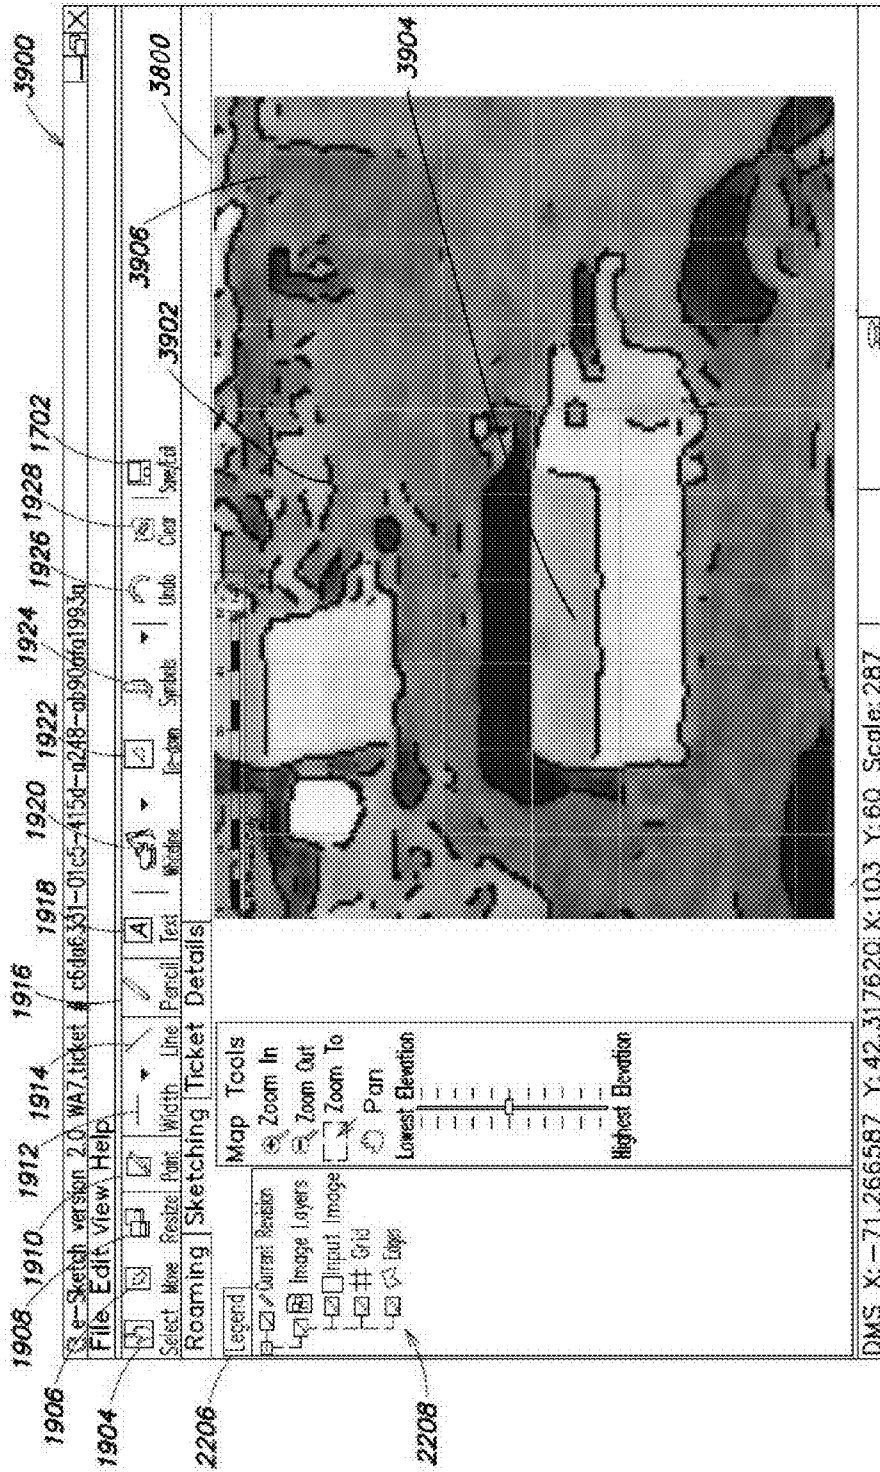 3900
1906
1908
1910
1912
1914
1916
1918
1920
1922
1924
1926
1928
1702
3902
3906
3800
3904
1904
2206
2208
e-Sketch version 2.0 WA7.ticket # c6da6331-01c5-415d-a248-ab90dfa1993a
File Edit View Help
Select Move Resize Point Width Line Pencil Text Whiteline Tie-down Symbols Undo Clear Save/Exit
Roaming Sketching Ticket Details
Legend
Current Revision
Image Layers
Input Image
Grid
Edges
Map Tools
Zoom In
Zoom Out
Zoom To
Pan
Lowest Elevation
Highest Elevation
DMS X: -71.266587 Y: 42.317620 X: 103 Y: 60 Scale: 287